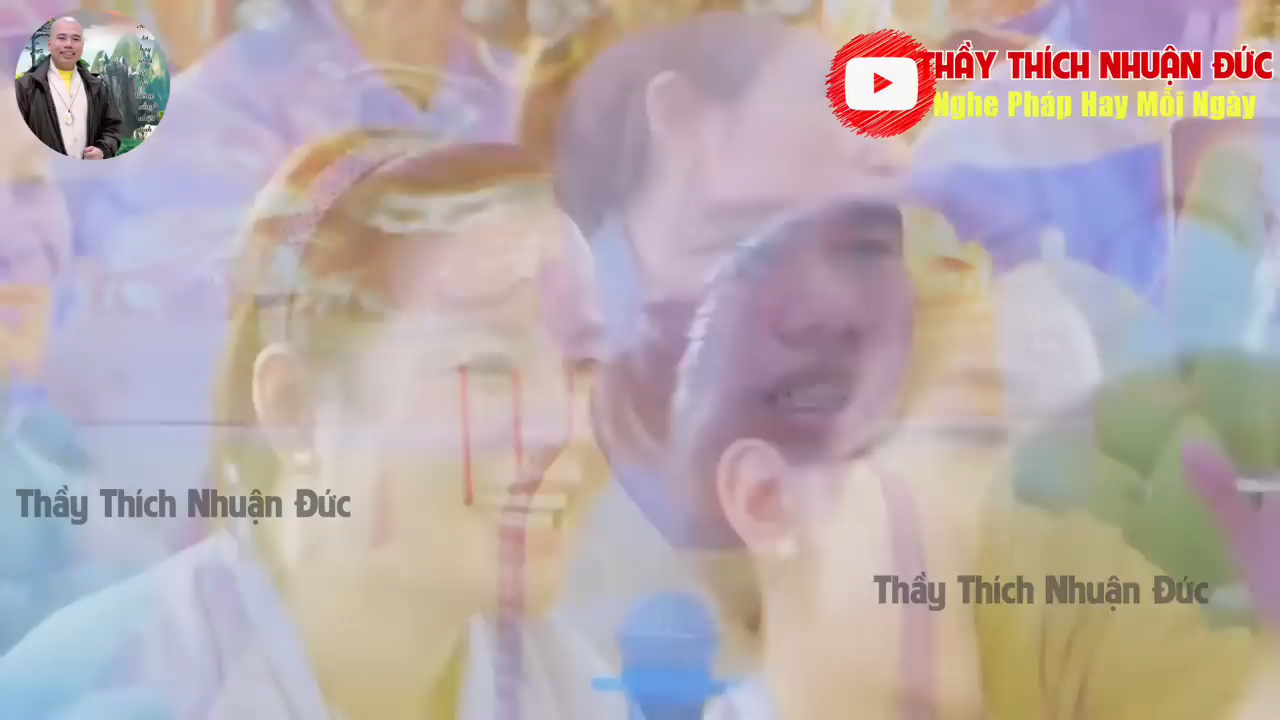 THẦY THÍCH NHUẬN ĐỨC
Nghe Pháp Hay Mỗi Ngày
Thầy Thích Nhuận Đức
Thầy Thích Nhuận Đức